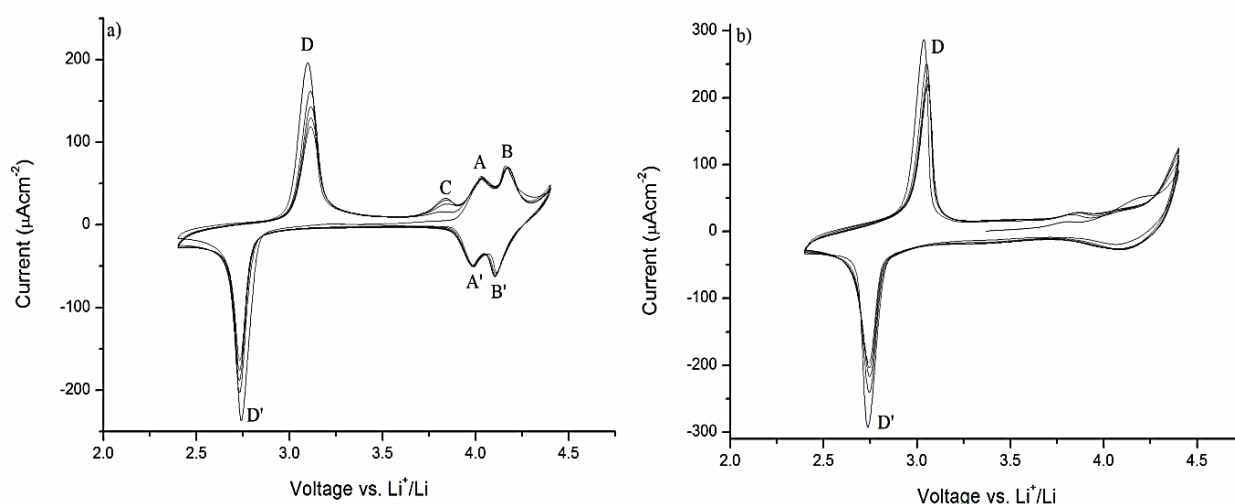 a)
D
C
A
B
A'
B'
D'
200
100
0
-100
-200
2.0
2.5
3.0
3.5
4.0
4.5
Current (µAcm⁻²)
Voltage vs. Li⁺/Li
b)
D
D'
300
200
100
0
-100
-200
-300
2.0
2.5
3.0
3.5
4.0
4.5
Current (µAcm⁻²)
Voltage vs. Li⁺/Li